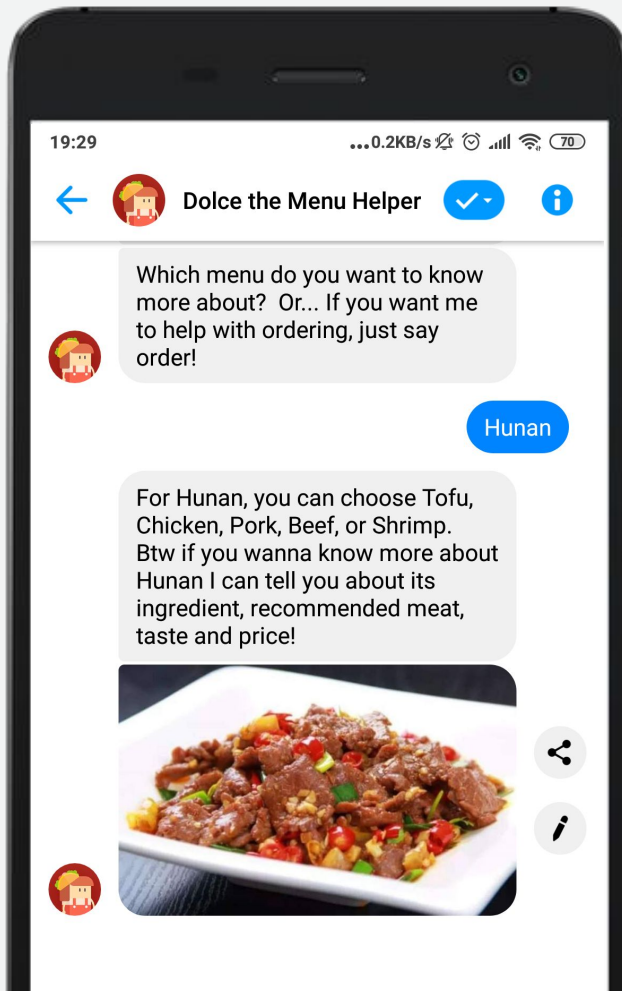 19:29
...0.2KB/s 70
Dolce the Menu Helper
Which menu do you want to know
more about?  Or... If you want me
to help with ordering, just say
order!
Hunan
For Hunan, you can choose Tofu,
Chicken, Pork, Beef, or Shrimp.
Btw if you wanna know more about
Hunan I can tell you about its
ingredient, recommended meat,
taste and price!